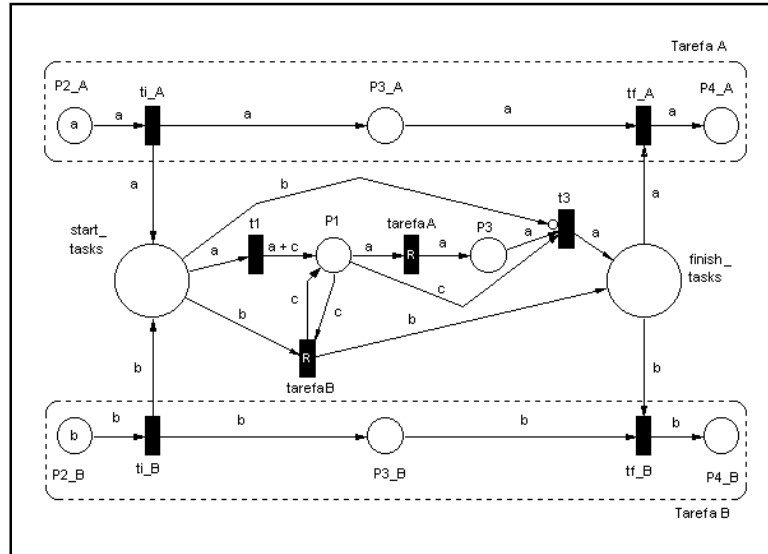 Tarefa A
P2_A
ti_A
P3_A
tf_A
P4_A
a
a
a
a
a
a
b
a
start_
tasks
t1
P1
tarefaA
P3
t3
a
a + c
a
R
a
a
a
finish_
tasks
c
c
c
b
b
R
tarefaB
b
b
b
b
b
b
b
P2_B
ti_B
P3_B
tf_B
P4_B
Tarefa B